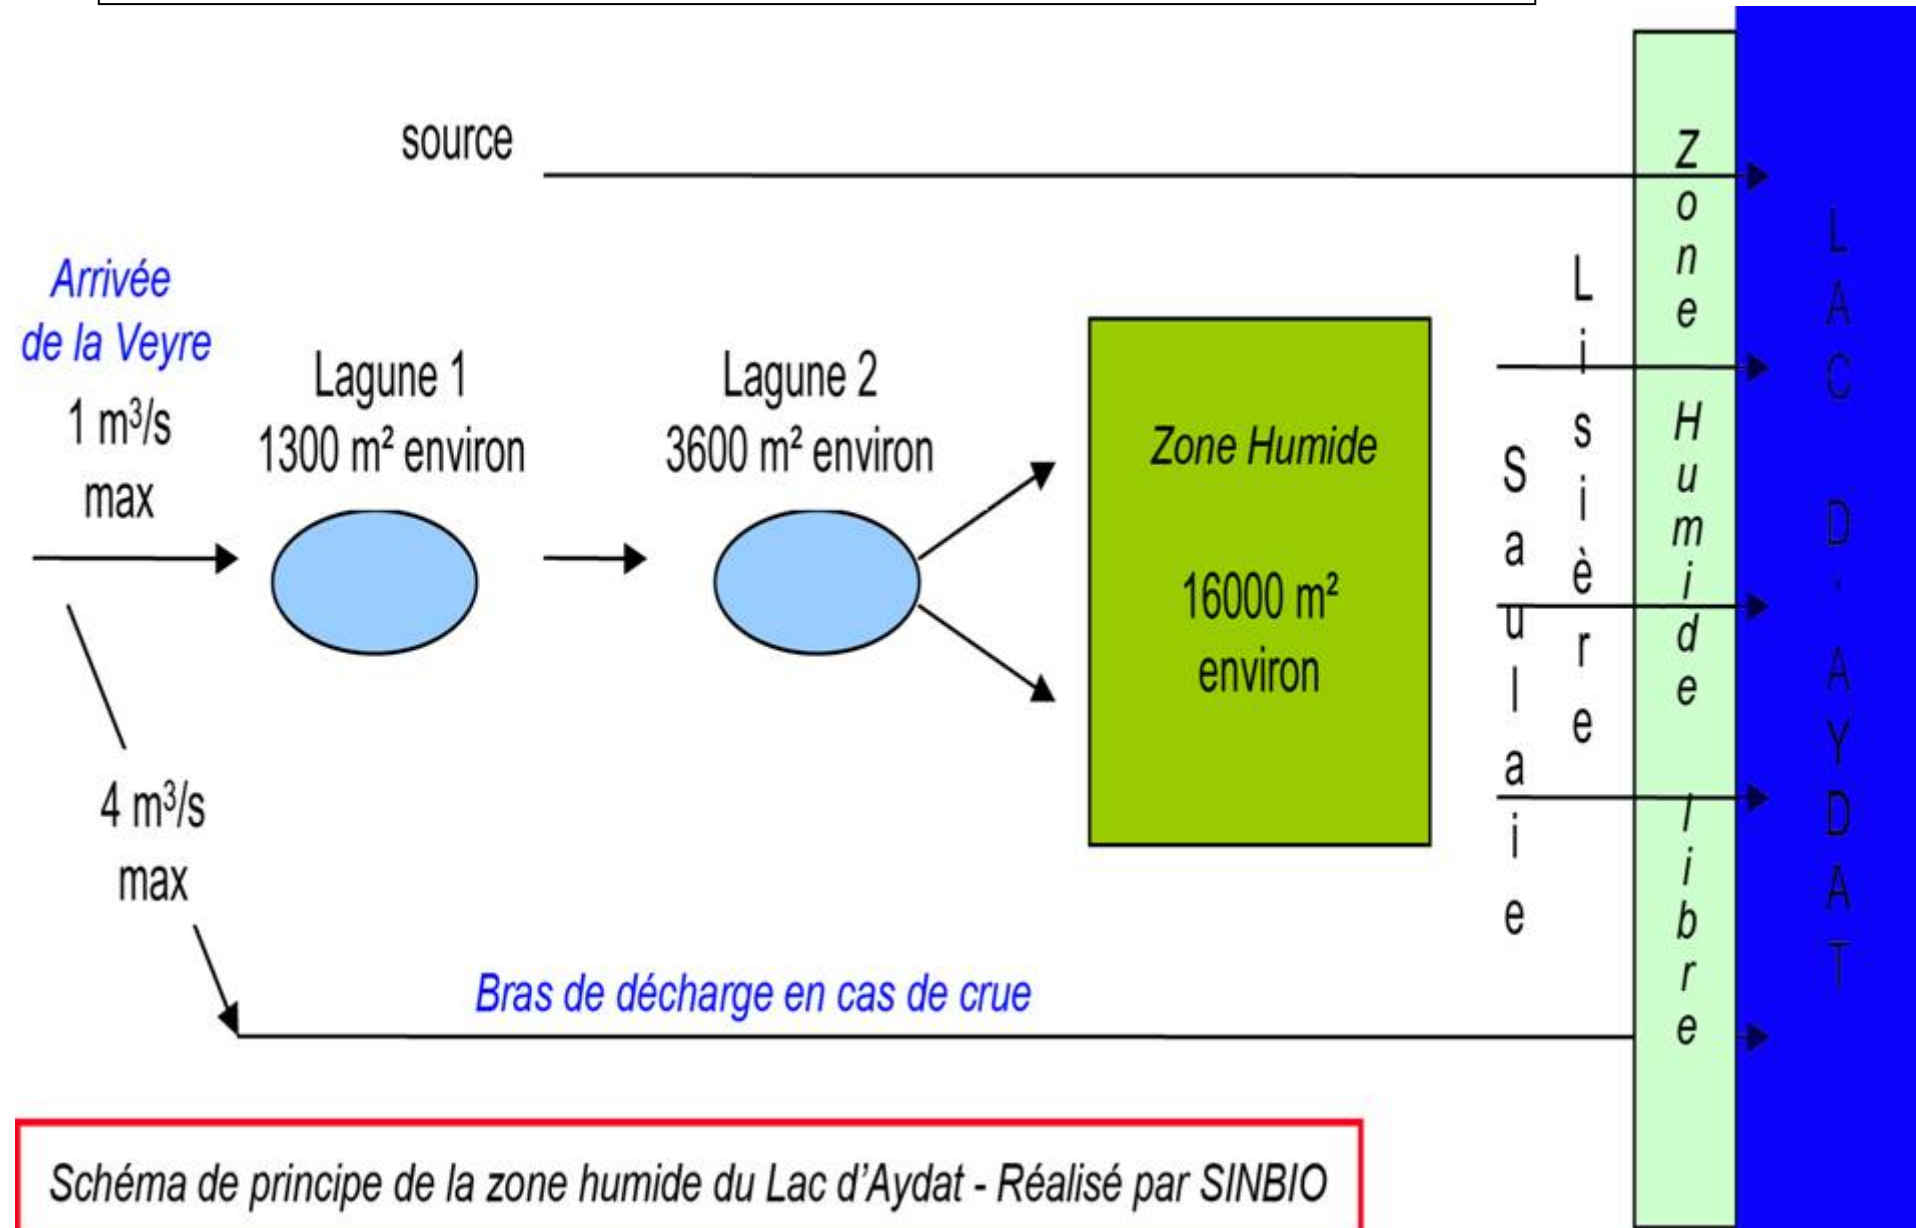 source
Arrivée
de la Veyre
1 m³/s
max
Lagune 1
1300 m² environ
Lagune 2
3600 m² environ
Zone Humide
16000 m²
environ
Saulaie
Lisière
Zone Humide libre
LAC D'AYDAT
4 m³/s
max
Bras de décharge en cas de crue
Schéma de principe de la zone humide du Lac d'Aydat - Réalisé par SINBIO